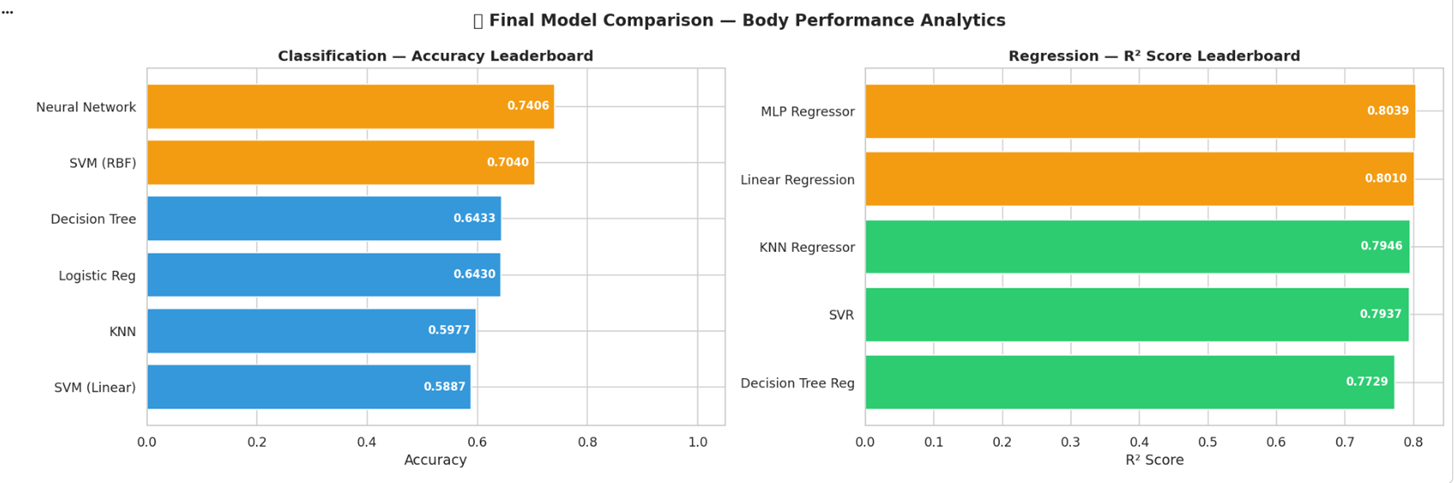 ...
Final Model Comparison — Body Performance Analytics
Classification — Accuracy Leaderboard
Neural Network 0.7406
SVM (RBF) 0.7040
Decision Tree 0.6433
Logistic Reg 0.6430
KNN 0.5977
SVM (Linear) 0.5887
0.0 0.2 0.4 0.6 0.8 1.0
Accuracy
Regression — R² Score Leaderboard
MLP Regressor 0.8039
Linear Regression 0.8010
KNN Regressor 0.7946
SVR 0.7937
Decision Tree Reg 0.7729
0.0 0.1 0.2 0.3 0.4 0.5 0.6 0.7 0.8
R² Score